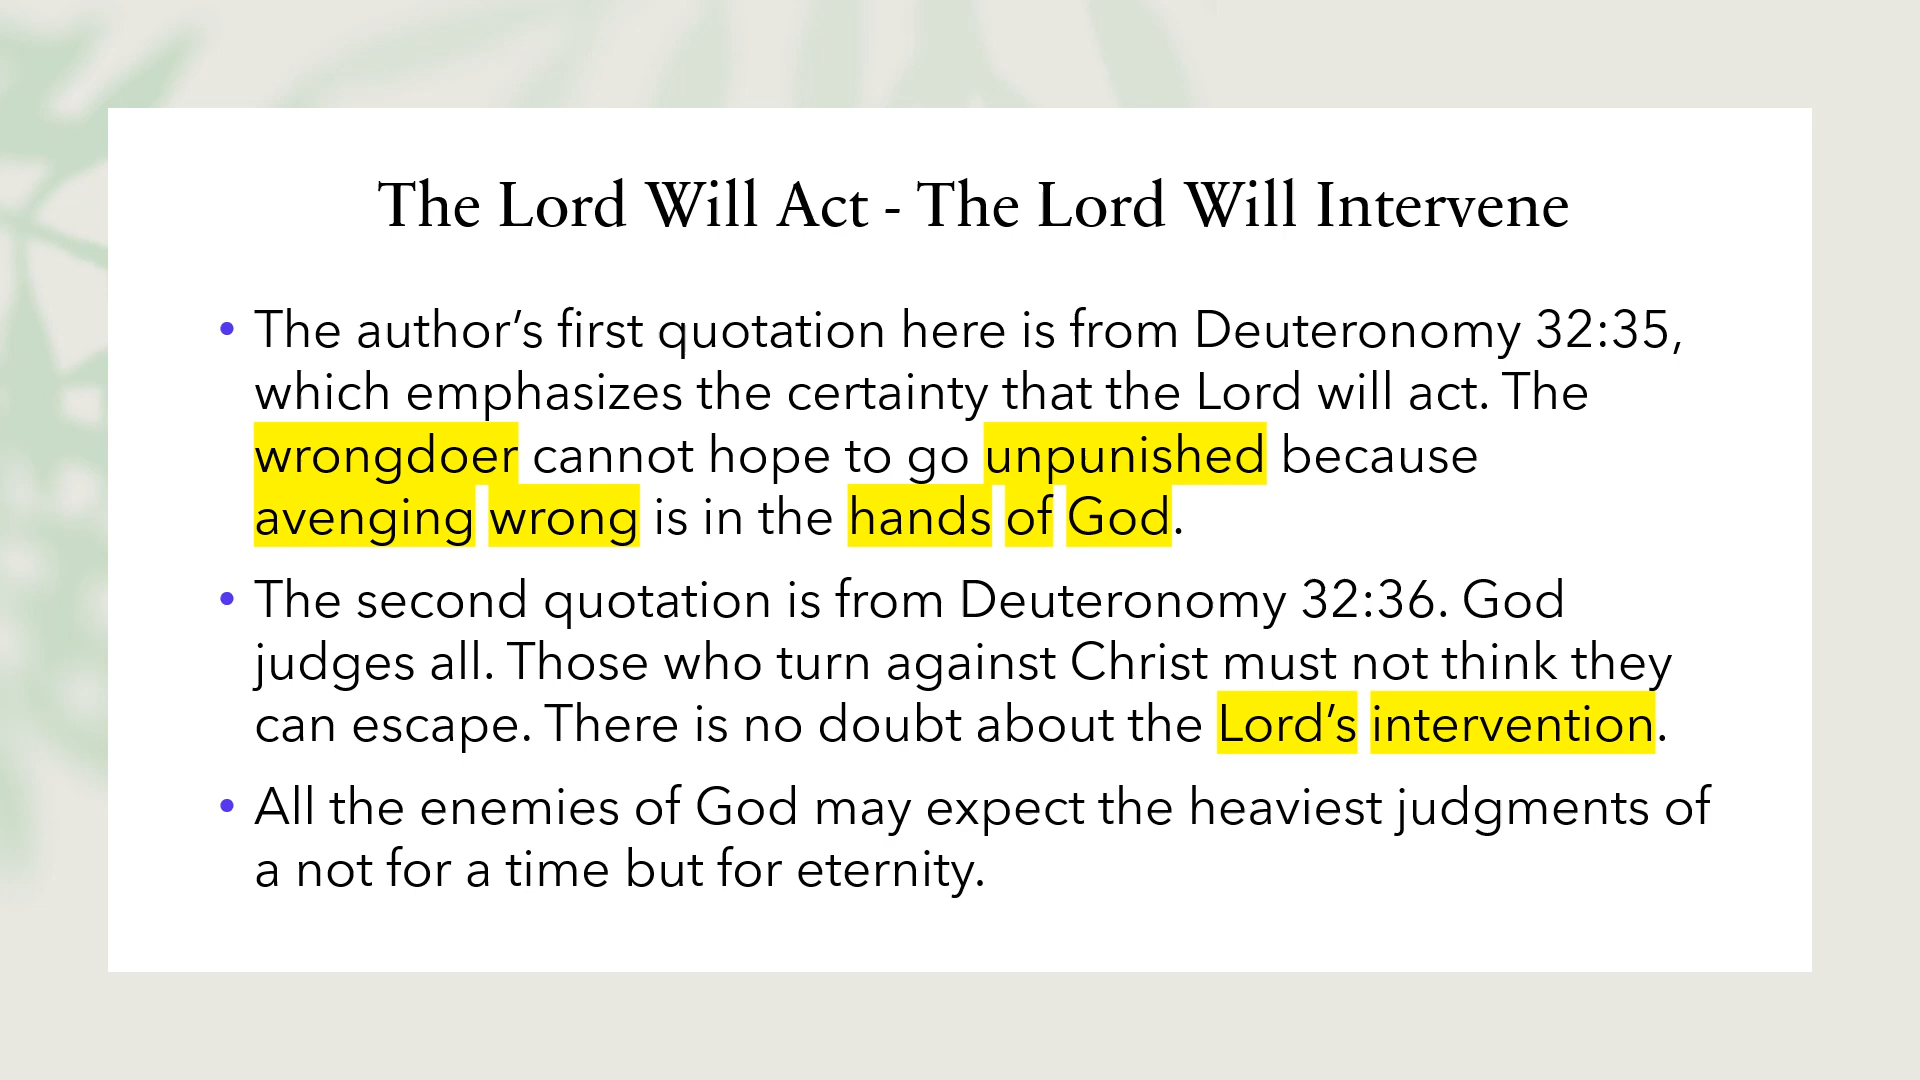 The Lord Will Act - The Lord Will Intervene
• The author’s first quotation here is from Deuteronomy 32:35,
which emphasizes the certainty that the Lord will act. The
wrongdoer cannot hope to go unpunished because
avenging wrong is in the hands of God.
• The second quotation is from Deuteronomy 32:36. God
judges all. Those who turn against Christ must not think they
can escape. There is no doubt about the Lord’s intervention.
• All the enemies of God may expect the heaviest judgments of
a not for a time but for eternity.